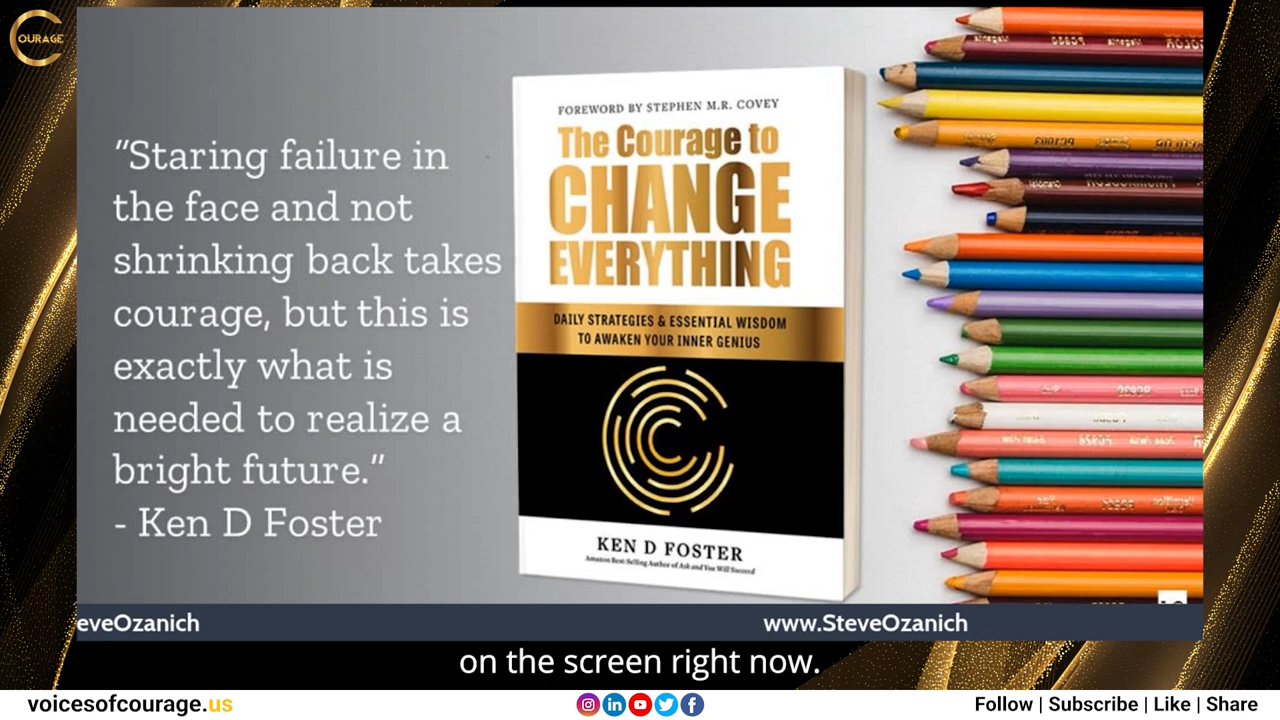 COURAGE
“Staring failure in
the face and not
shrinking back takes
courage, but this is
exactly what is
needed to realize a
bright future.”
- Ken D Foster
FOREWORD BY STEPHEN M.R. COVEY
The Courage to
CHANGE
EVERYTHING
DAILY STRATEGIES & ESSENTIAL WISDOM
TO AWAKEN YOUR INNER GENIUS
KEN D FOSTER
Amazon Best-Selling Author of Ask and You Will Succeed
eveOzanich www.SteveOzanich
on the screen right now.
voicesofcourage.us Follow | Subscribe | Like | Share